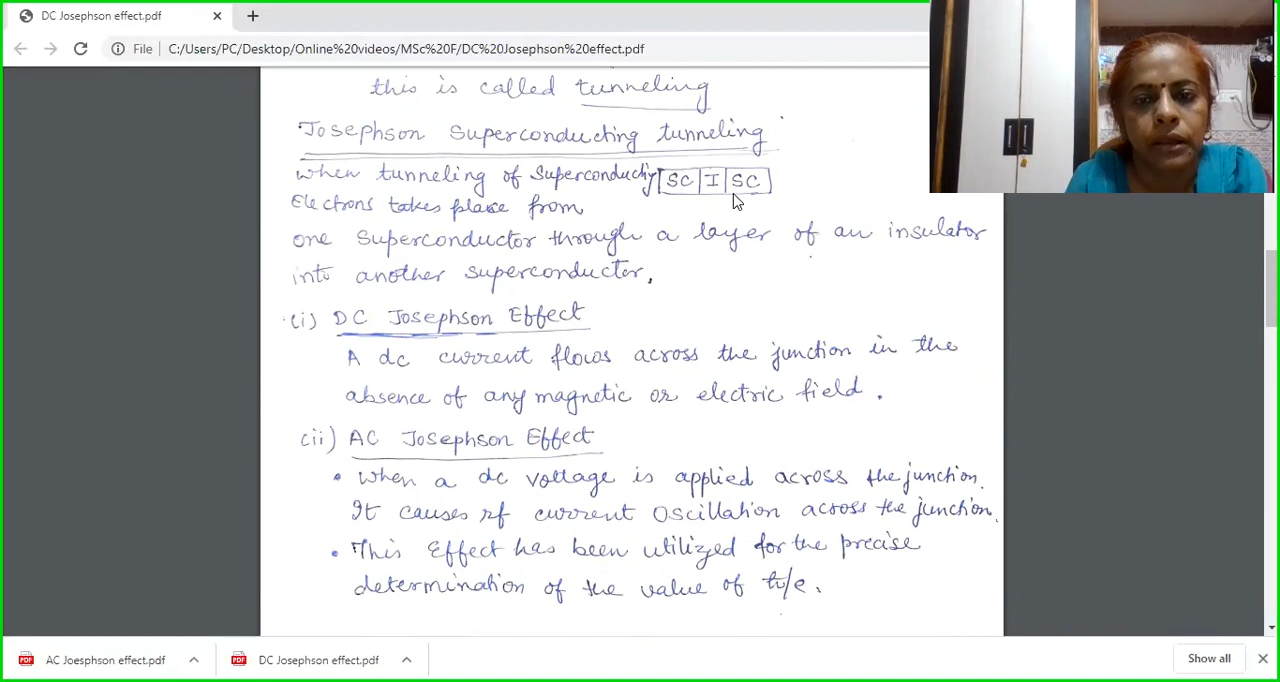 DC Josephson effect.pdf
File
C:/Users/PC/Desktop/Online%20videos/MSc%20F/DC%20Josephson%20effect.pdf
this is called tunneling
Josephson Superconducting tunneling
when tunneling of Superconducting SC I SC
Electrons takes place from
one superconductor through a layer of an insulator
into another superconductor.
(i) DC Josephson Effect
A dc current flows across the junction in the
absence of any magnetic or electric field.
(ii) AC Josephson Effect
• When a dc voltage is applied across the junction.
It causes rf current oscillation across the junction.
• This Effect has been utilized for the precise
determination of the value of ħ/e.
AC Joesphson effect.pdf
DC Josephson effect.pdf
Show all